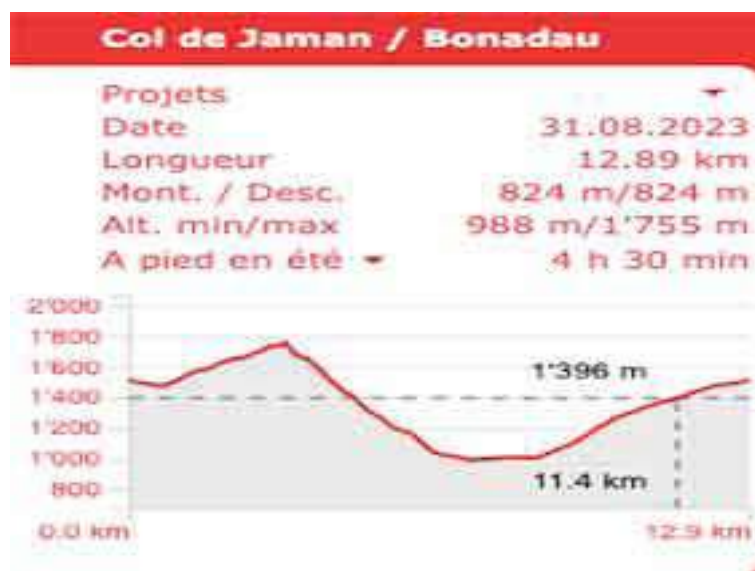 Col de Jaman / Bonadau
Projets
Date 31.08.2023
Longueur 12.89 km
Mont. / Desc. 824 m/824 m
Alt. min/max 988 m/1'755 m
A pied en été 4 h 30 min
2'000
1'800
1'600
1'396 m
1'400
1'200
1'000
11.4 km
800
0.0 km 12.9 km